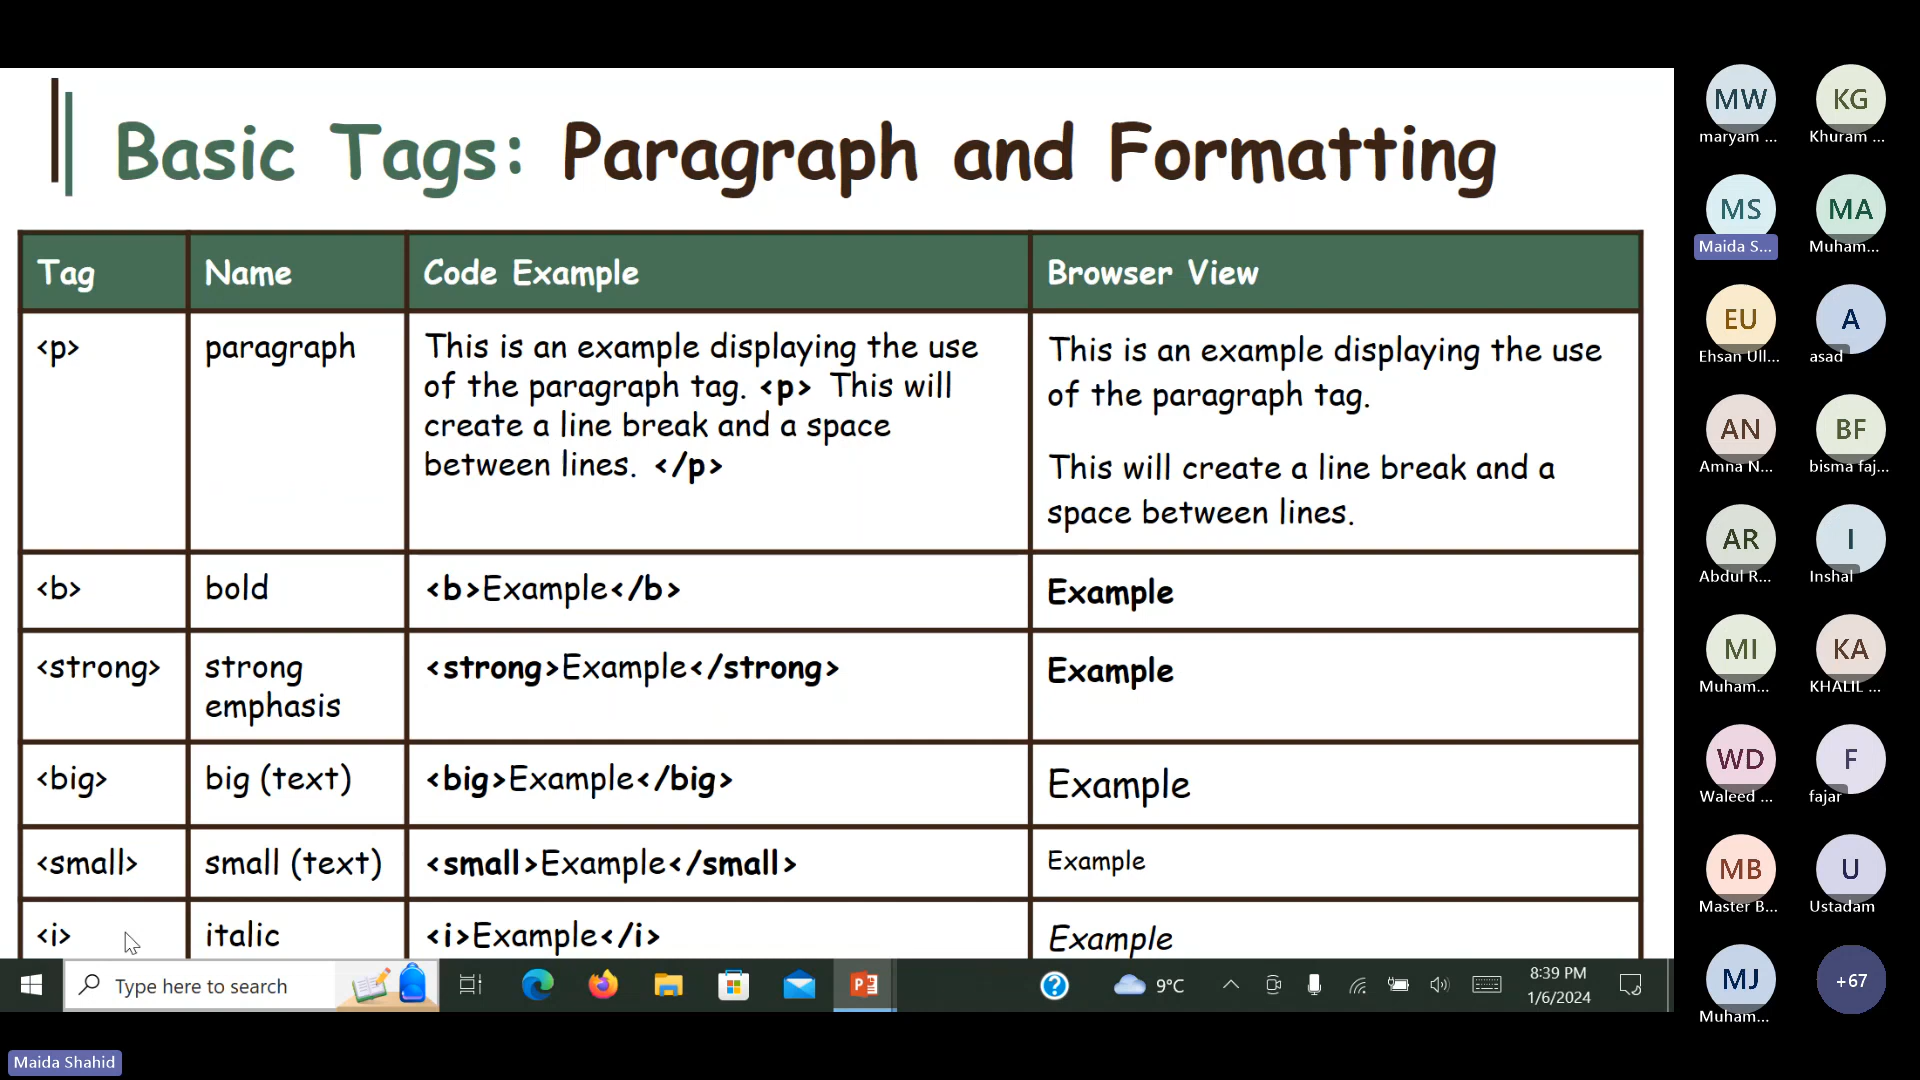 Basic Tags: Paragraph and Formatting
Tag Name Code Example Browser View
<p> paragraph
This is an example displaying the use
of the paragraph tag. <p> This will
create a line break and a space
between lines. </p>
This is an example displaying the use
of the paragraph tag.
This will create a line break and a
space between lines.
<b> bold <b>Example</b> Example
<strong> strong
emphasis
<strong>Example</strong> Example
<big> big (text) <big>Example</big> Example
<small> small (text) <small>Example</small> Example
<i> italic <i>Example</i> Example
Type here to search
9°C
8:39 PM
1/6/2024
MW KG
maryam ... Khuram ...
MS MA
Maida S... Muham...
EU A
Ehsan Ull... asad
AN BF
Amna N... bisma faj...
AR I
Abdul R... Inshal
MI KA
Muham... KHALIL ...
WD F
Waleed ... fajar
MB U
Master B... Ustadam
MJ +67
Muham...
Maida Shahid